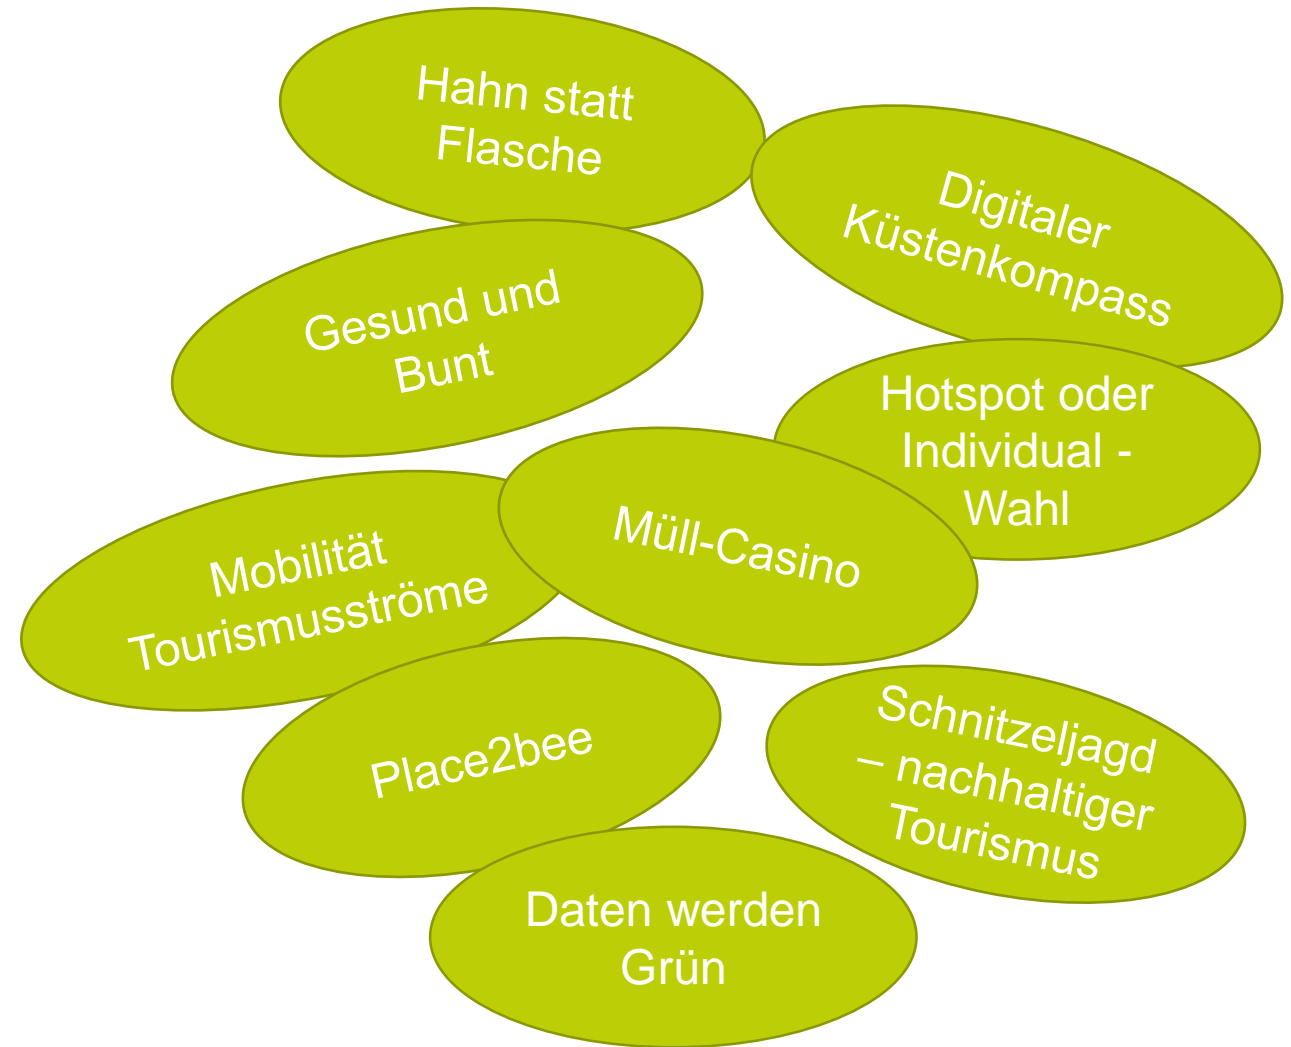 Hahn statt
Flasche
Digitaler
Küstenkompass
Gesund und
Bunt
Hotspot oder
Individual -
Wahl
Müll-Casino
Mobilität
Tourismusströme
Place2bee
Schnitzeljagd
– nachhaltiger
Tourismus
Daten werden
Grün